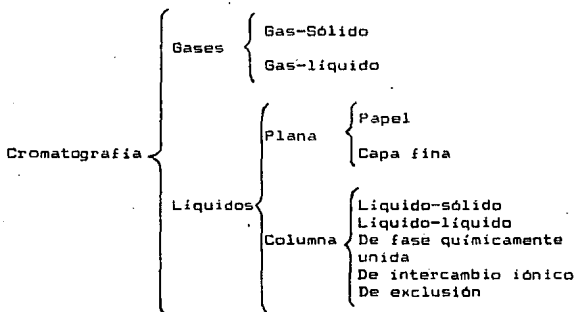 Gases
Gas-Sólido
Gas-líquido
Cromatografía
Líquidos
Plana
Papel
Capa fina
Columna
Líquido-sólido
Líquido-líquido
De fase químicamente
unida
De intercambio iónico
De exclusión